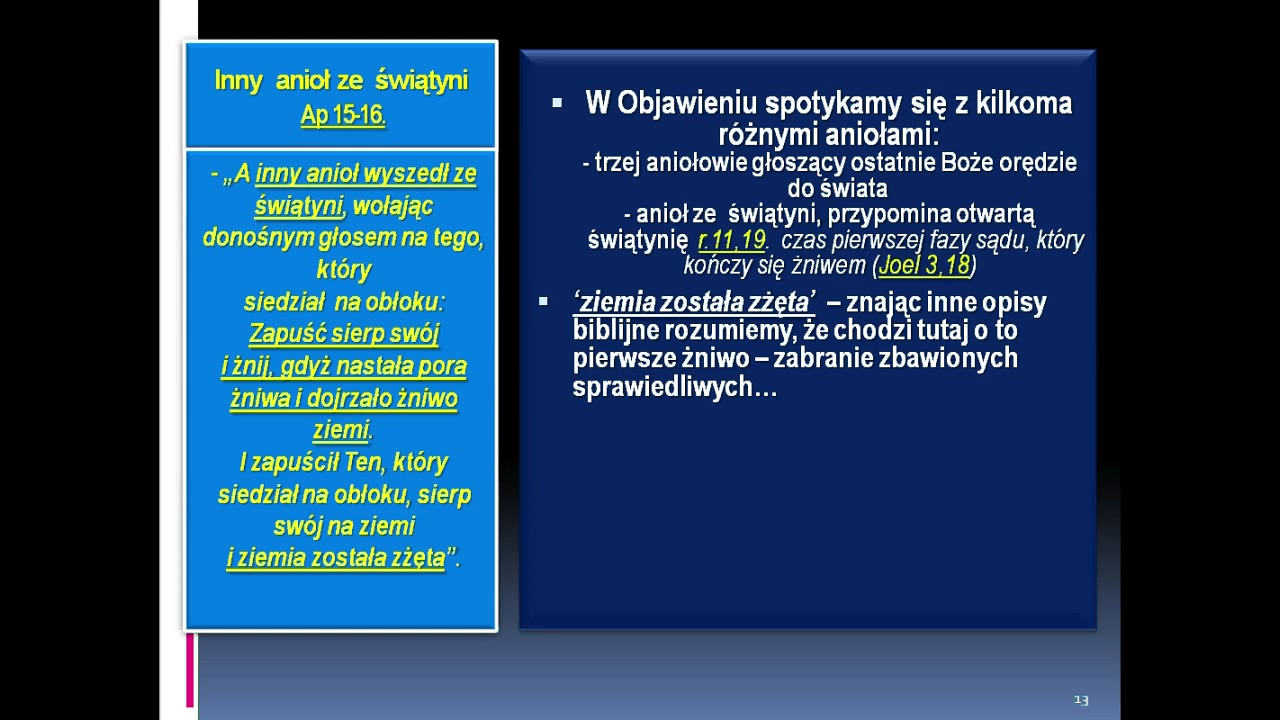 Inny anioł ze świątyni
Ap 15-16.
- „A inny anioł wyszedł ze
świątyni, wołając
donośnym głosem na tego,
który
siedział na obłoku:
Zapuść sierp swój
i żnij, gdyż nastała pora
żniwa i dojrzało żniwo
ziemi.
I zapuścił Ten, który
siedział na obłoku, sierp
swój na ziemi
i ziemia została zżęta”.
▪ W Objawieniu spotykamy się z kilkoma
różnymi aniołami:
- trzej aniołowie głoszący ostatnie Boże orędzie
do świata
- anioł ze świątyni, przypomina otwartą
świątynię r.11,19. czas pierwszej fazy sądu, który
kończy się żniwem (Joel 3,18)
▪ ‘ziemia została zżęta’ – znając inne opisy
biblijne rozumiemy, że chodzi tutaj o to
pierwsze żniwo – zabranie zbawionych
sprawiedliwych…
13